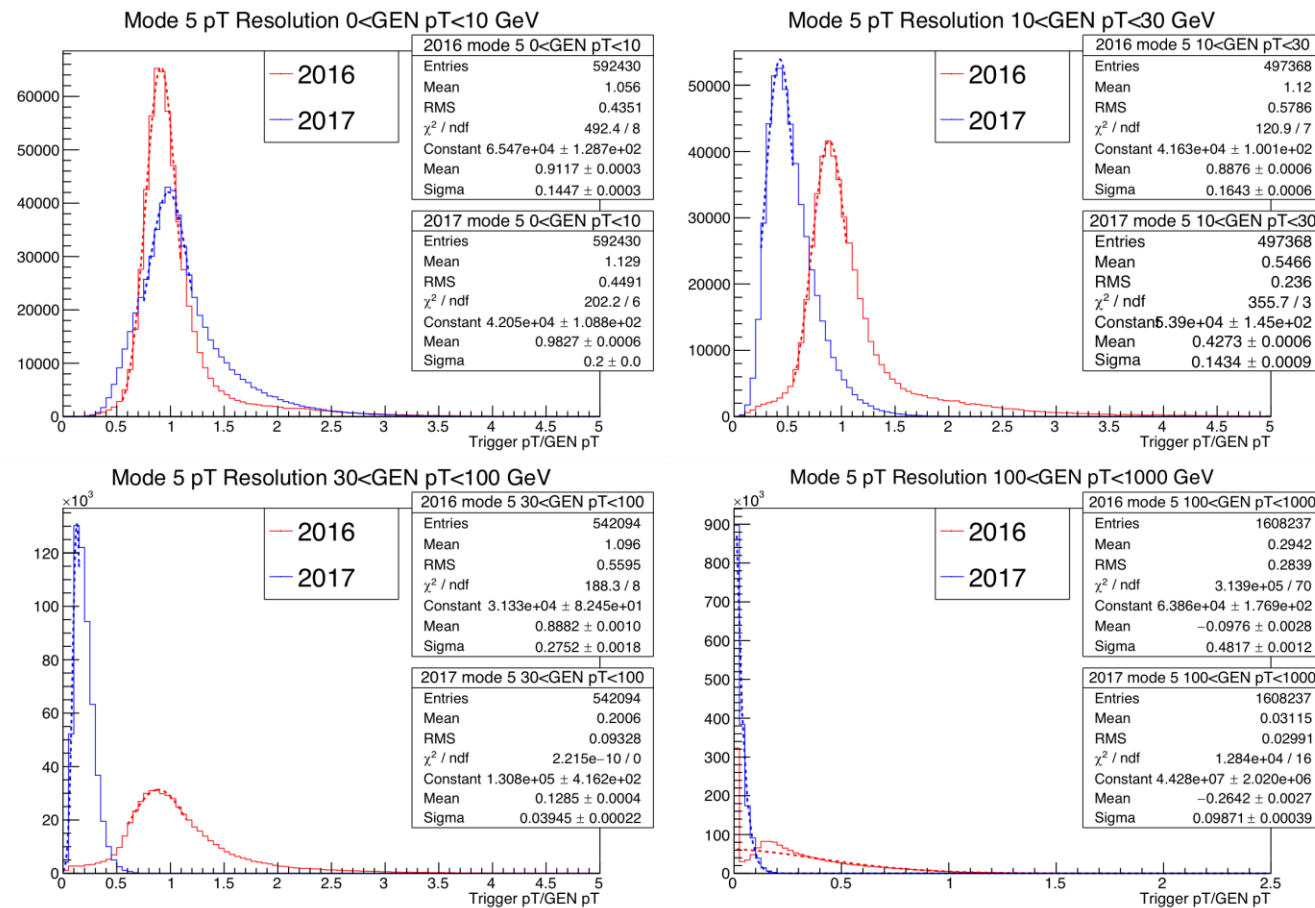 Mode 5 pT Resolution 0<GEN pT<10 GeV
2016
2017
2016 mode 5 0<GEN pT<10
Entries 592430
Mean 1.056
RMS 0.4351
χ² / ndf 492.4 / 8
Constant 6.547e+04 ± 1.287e+02
Mean 0.9117 ± 0.0003
Sigma 0.1447 ± 0.0003
2017 mode 5 0<GEN pT<10
Entries 592430
Mean 1.129
RMS 0.4491
χ² / ndf 202.2 / 6
Constant 4.205e+04 ± 1.088e+02
Mean 0.9827 ± 0.0006
Sigma 0.2 ± 0.0
60000
50000
40000
30000
20000
10000
0
0 0.5 1 1.5 2 2.5 3 3.5 4 4.5 5
Trigger pT/GEN pT
Mode 5 pT Resolution 10<GEN pT<30 GeV
2016
2017
2016 mode 5 10<GEN pT<30
Entries 497368
Mean 1.12
RMS 0.5786
χ² / ndf 120.9 / 7
Constant 4.163e+04 ± 1.001e+02
Mean 0.8876 ± 0.0006
Sigma 0.1643 ± 0.0006
2017 mode 5 10<GEN pT<30
Entries 497368
Mean 0.5466
RMS 0.236
χ² / ndf 355.7 / 3
Constant 5.39e+04 ± 1.45e+02
Mean 0.4273 ± 0.0006
Sigma 0.1434 ± 0.0009
50000
40000
30000
20000
10000
0
0 0.5 1 1.5 2 2.5 3 3.5 4 4.5 5
Trigger pT/GEN pT
Mode 5 pT Resolution 30<GEN pT<100 GeV
×10³
2016
2017
2016 mode 5 30<GEN pT<100
Entries 542094
Mean 1.096
RMS 0.5595
χ² / ndf 188.3 / 8
Constant 3.133e+04 ± 8.245e+01
Mean 0.8882 ± 0.0010
Sigma 0.2752 ± 0.0018
2017 mode 5 30<GEN pT<100
Entries 542094
Mean 0.2006
RMS 0.09328
χ² / ndf 2.215e−10 / 0
Constant 1.308e+05 ± 4.162e+02
Mean 0.1285 ± 0.0004
Sigma 0.03945 ± 0.00022
120
100
80
60
40
20
0
0 0.5 1 1.5 2 2.5 3 3.5 4 4.5 5
Trigger pT/GEN pT
Mode 5 pT Resolution 100<GEN pT<1000 GeV
×10³
2016
2017
2016 mode 5 100<GEN pT<1000
Entries 1608237
Mean 0.2942
RMS 0.2839
χ² / ndf 3.139e+05 / 70
Constant 6.386e+04 ± 1.769e+02
Mean −0.0976 ± 0.0028
Sigma 0.4817 ± 0.0012
2017 mode 5 100<GEN pT<1000
Entries 1608237
Mean 0.03115
RMS 0.02991
χ² / ndf 1.284e+04 / 16
Constant 4.428e+07 ± 2.020e+06
Mean −0.2642 ± 0.0027
Sigma 0.09871 ± 0.00039
900
800
700
600
500
400
300
200
100
0
0 0.5 1 1.5 2 2.5
Trigger pT/GEN pT